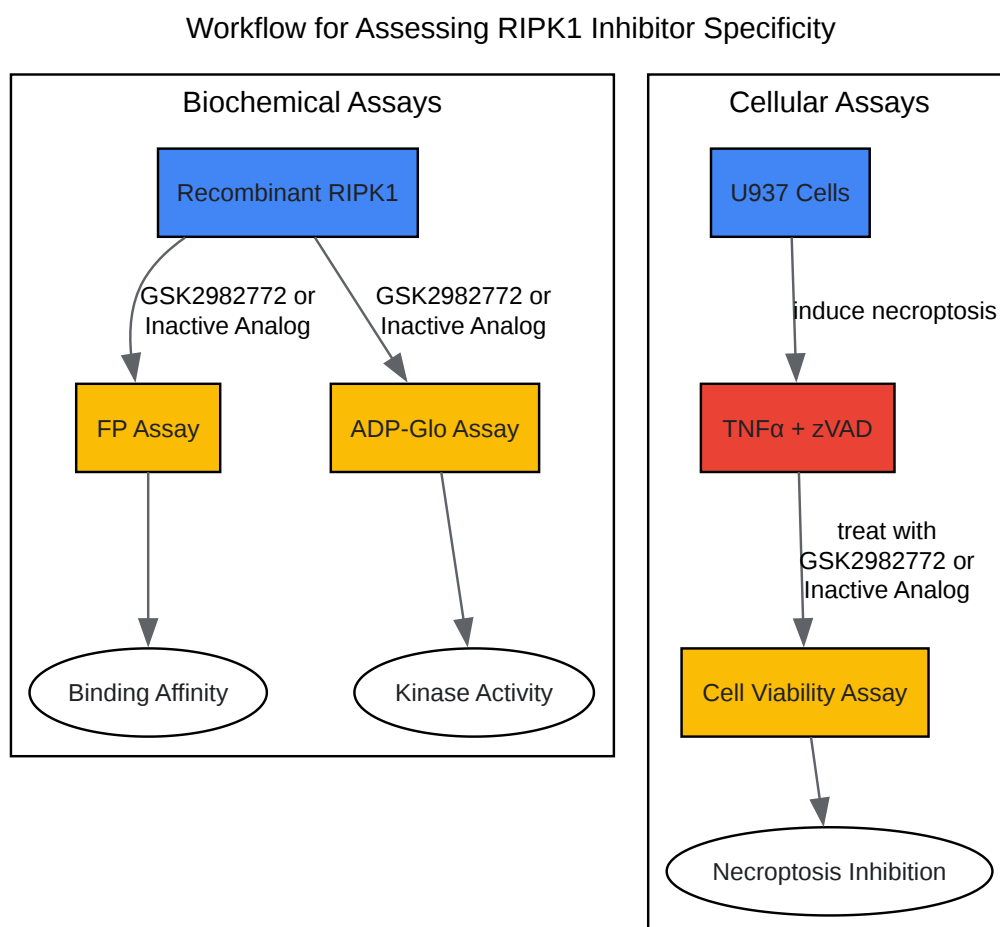 Workflow for Assessing RIPK1 Inhibitor Specificity
Biochemical Assays
Recombinant RIPK1
GSK2982772 or
Inactive Analog
GSK2982772 or
Inactive Analog
FP Assay
ADP-Glo Assay
Binding Affinity
Kinase Activity
Cellular Assays
U937 Cells
induce necroptosis
TNFα + zVAD
treat with
GSK2982772 or
Inactive Analog
Cell Viability Assay
Necroptosis Inhibition